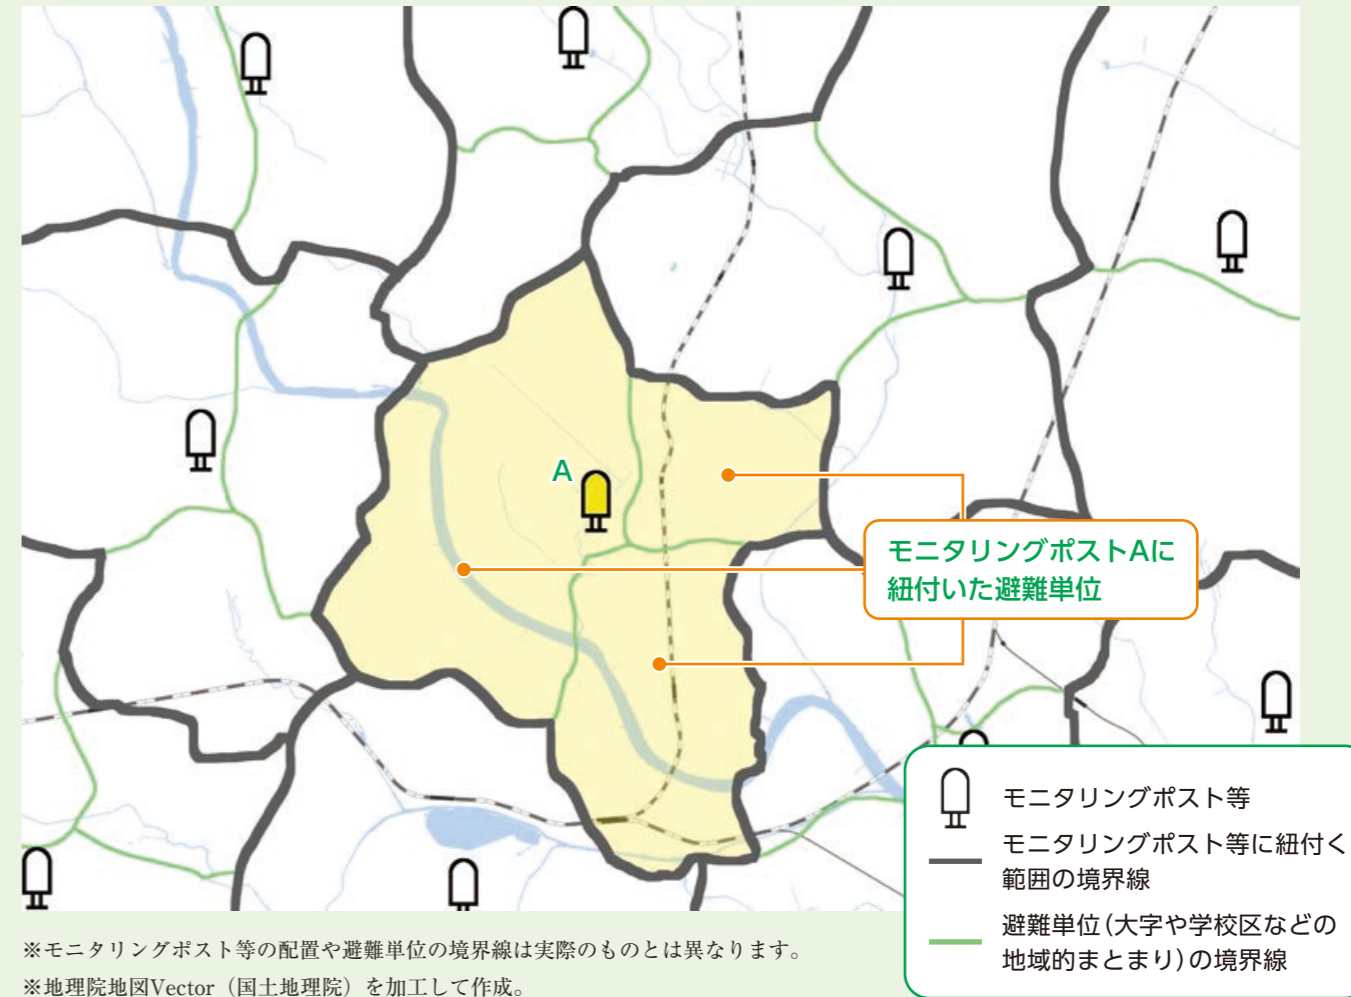 A
モニタリングポストAに
紐付いた避難単位
モニタリングポスト等
モニタリングポスト等に紐付く
範囲の境界線
避難単位(大字や学校区などの
地域的まとまり)の境界線
※モニタリングポスト等の配置や避難単位の境界線は実際のものとは異なります。
※地理院地図Vector（国土地理院）を加工して作成。